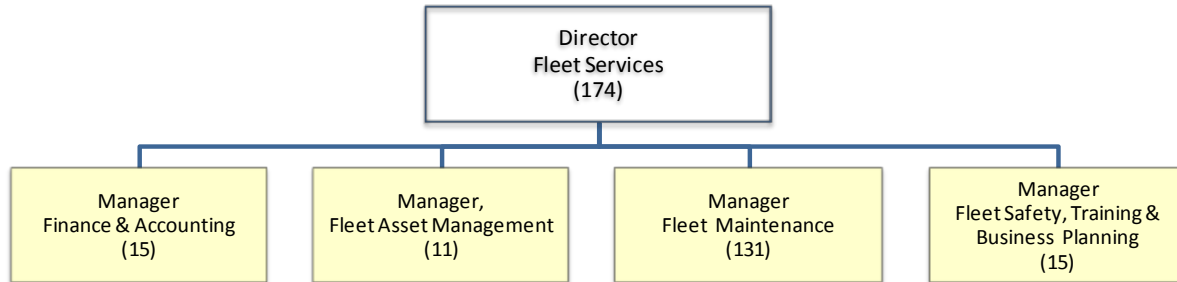 Director
Fleet Services
(174)
Manager
Finance & Accounting
(15)
Manager,
Fleet Asset Management
(11)
Manager
Fleet Maintenance
(131)
Manager
Fleet Safety, Training &
Business Planning
(15)